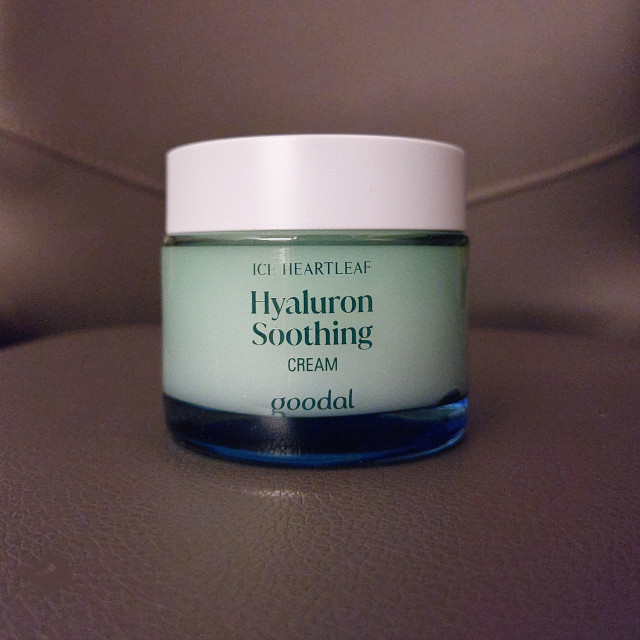 ICE HEARTLEAF
Hyaluron
Soothing
CREAM
goodal